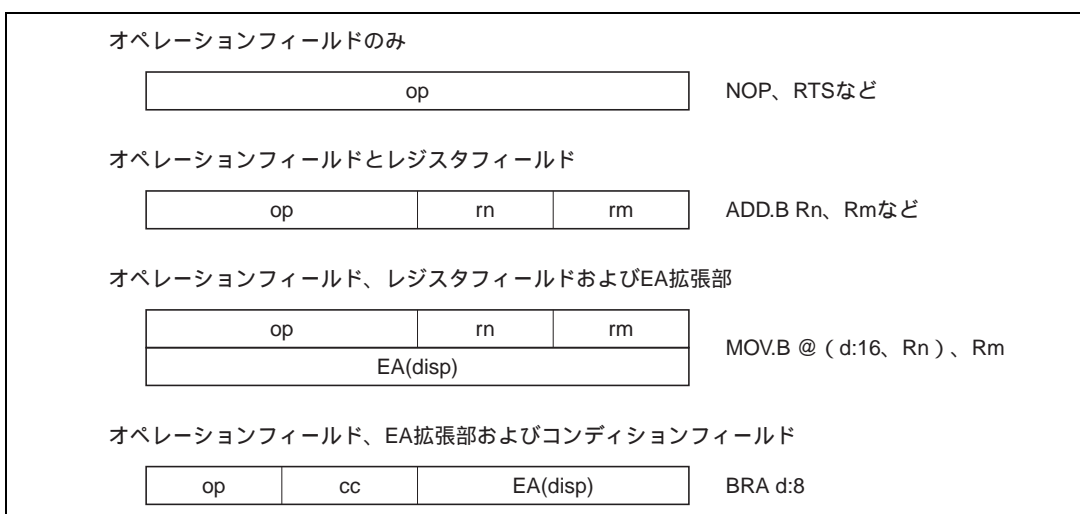 オペレーションフィールドのみ
op NOP、RTSなど
オペレーションフィールドとレジスタフィールド
op rn rm ADD.B Rn、Rmなど
オペレーションフィールド、レジスタフィールドおよびEA拡張部
op rn rm
EA(disp)
MOV.B @（d:16、Rn）、Rm
オペレーションフィールド、EA拡張部およびコンディションフィールド
op cc EA(disp) BRA d:8